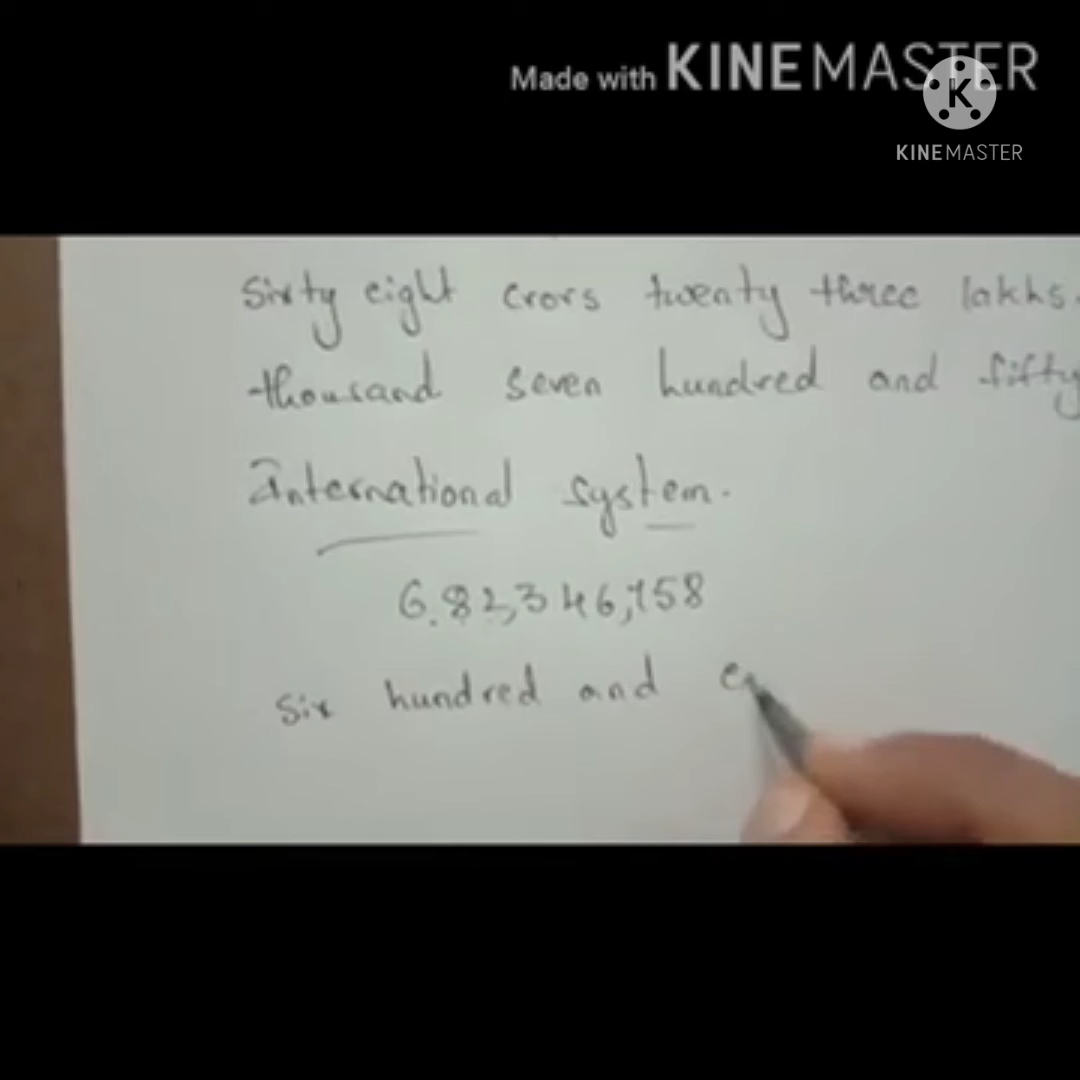 Made with KINEMASTER
K
KINEMASTER
Sixty eight crors twenty three lakhs
thousand seven hundred and fifty
International system.
6.82,346,758
Six hundred and e